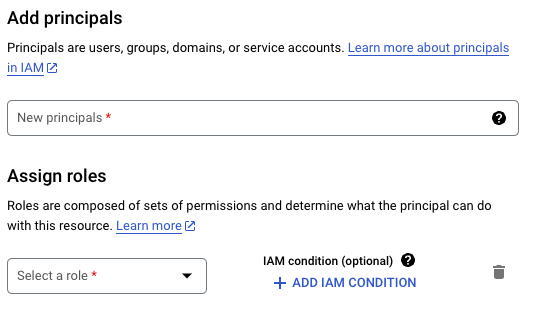 Add principals
Principals are users, groups, domains, or service accounts. Learn more about principals
in IAM
New principals *
Assign roles
Roles are composed of sets of permissions and determine what the principal can do
with this resource. Learn more
Select a role *
IAM condition (optional)
+ ADD IAM CONDITION